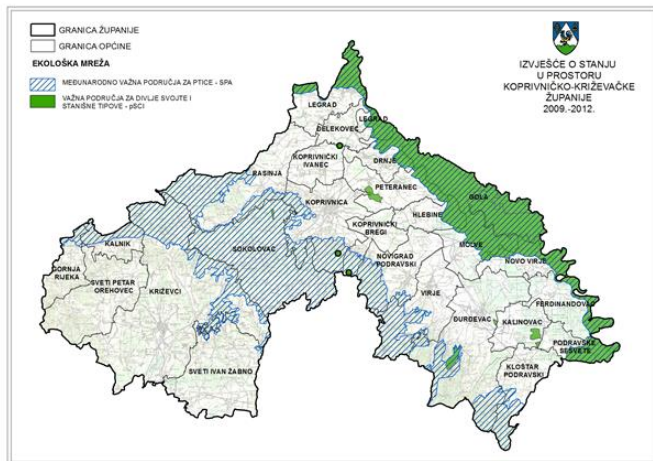 GRANICA ŽUPANIJE
GRANICA OPĆINE
EKOLOŠKA MREŽA
MEĐUNARODNO VAŽNA PODRUČJA ZA PTICE - SPA
VAŽNA PODRUČJA ZA DIVLJE SVOJTE I
STANIŠNE TIPOVE - pSCI
IZVJEŠĆE O STANJU
U PROSTORU
KOPRIVNIČKO-KRIŽEVAČKE
ŽUPANIJE
2009.-2012.
LEGRAD
LEGRAD
ĐELEKOVEC
KOPRIVNIČKI
IVANEC
DRNJE
RASINJA
PETERANEC
GOLA
KOPRIVNICA
HLEBINE
KOPRIVNIČKI
BREGI
MOLVE
KALNIK
SOKOLOVAC
NOVIGRAD
PODRAVSKI
NOVO VIRJE
GORNJA
RIJEKA
SVETI PETAR
OREHOVEC
KRIŽEVCI
VIRJE
FERDINANDOVAC
ĐURĐEVAC
KALINOVAC
PODRAVSKE
SESVETE
SVETI IVAN ŽABNO
KLOŠTAR
PODRAVSKI